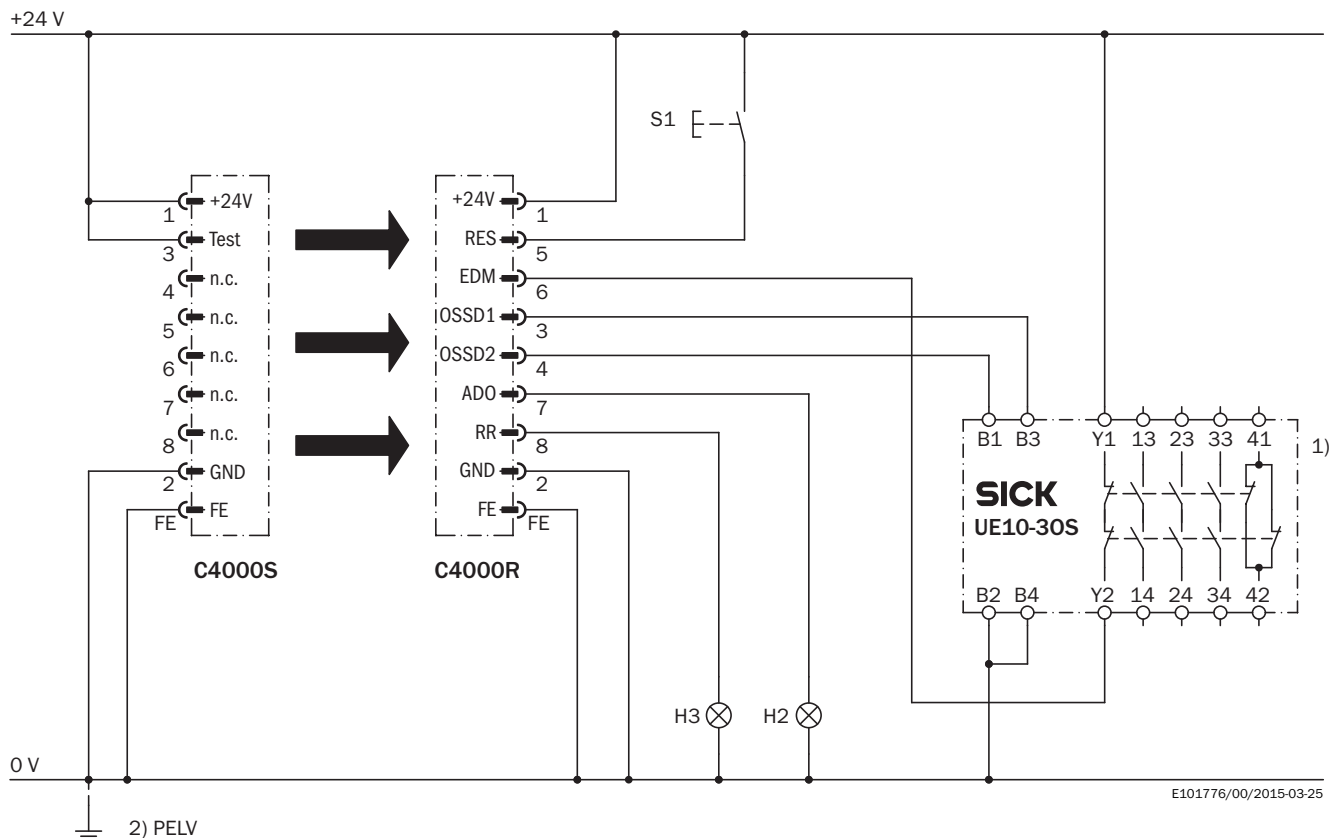 +24 V
S1
+24V
1
Test
3
n.c.
4
n.c.
5
n.c.
6
n.c.
7
n.c.
8
GND
2
FE
FE
C4000S
+24V
1
RES
5
EDM
6
OSSD1
3
OSSD2
4
ADO
7
RR
8
GND
2
FE
FE
C4000R
B1 B3 Y1 13 23 33 41
1)
SICK
UE10-30S
B2 B4 Y2 14 24 34 42
H3
H2
0 V
E101776/00/2015-03-25
2) PELV